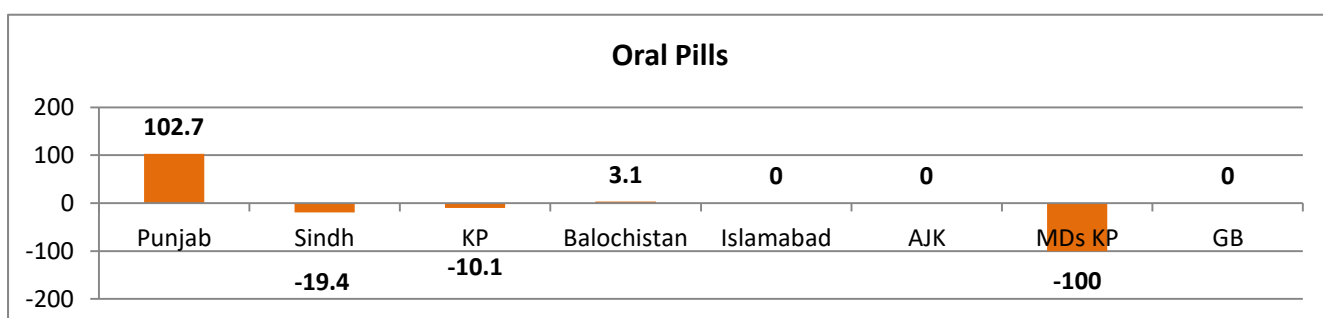 Oral Pills
200
102.7
100
3.1 0 0 0
0
Punjab Sindh KP Balochistan Islamabad AJK MDs KP GB
-100
-19.4 -10.1 -100
-200